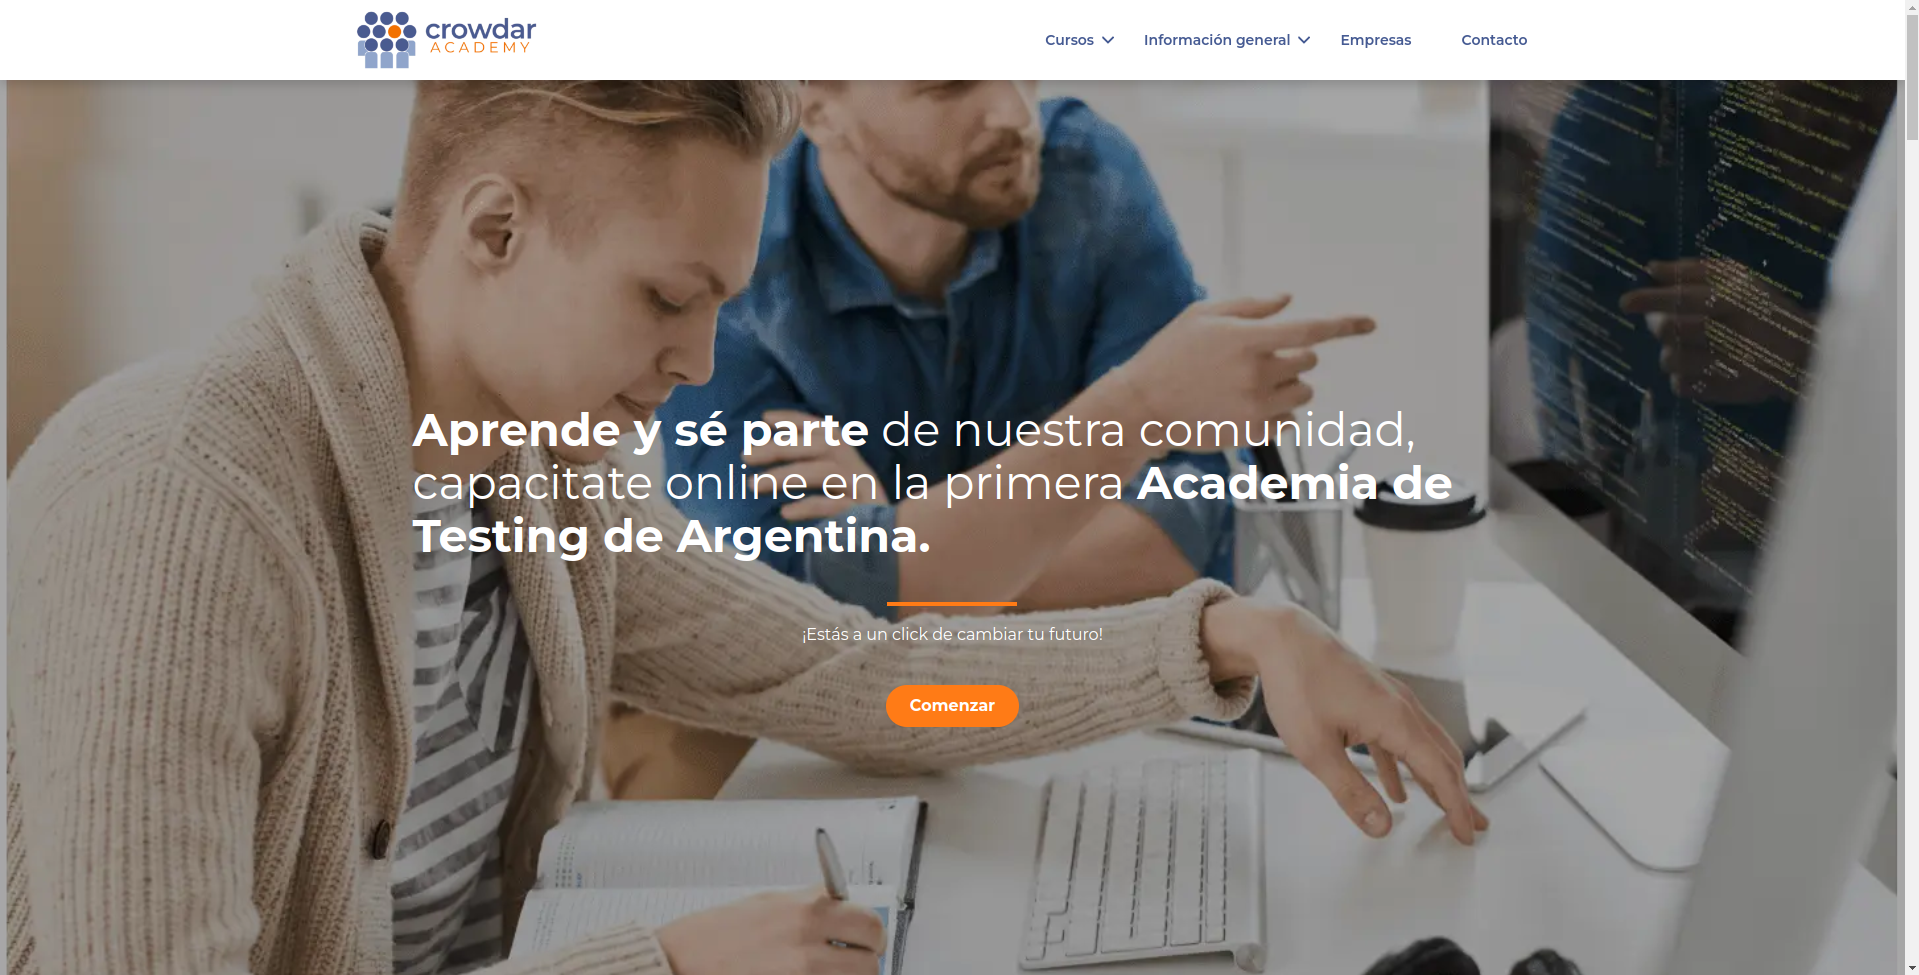 crowdar
ACADEMY
Cursos
Información general
Empresas
Contacto
Aprende y sé parte de nuestra comunidad,
capacitate online en la primera Academia de
Testing de Argentina.
¡Estás a un click de cambiar tu futuro!
Comenzar